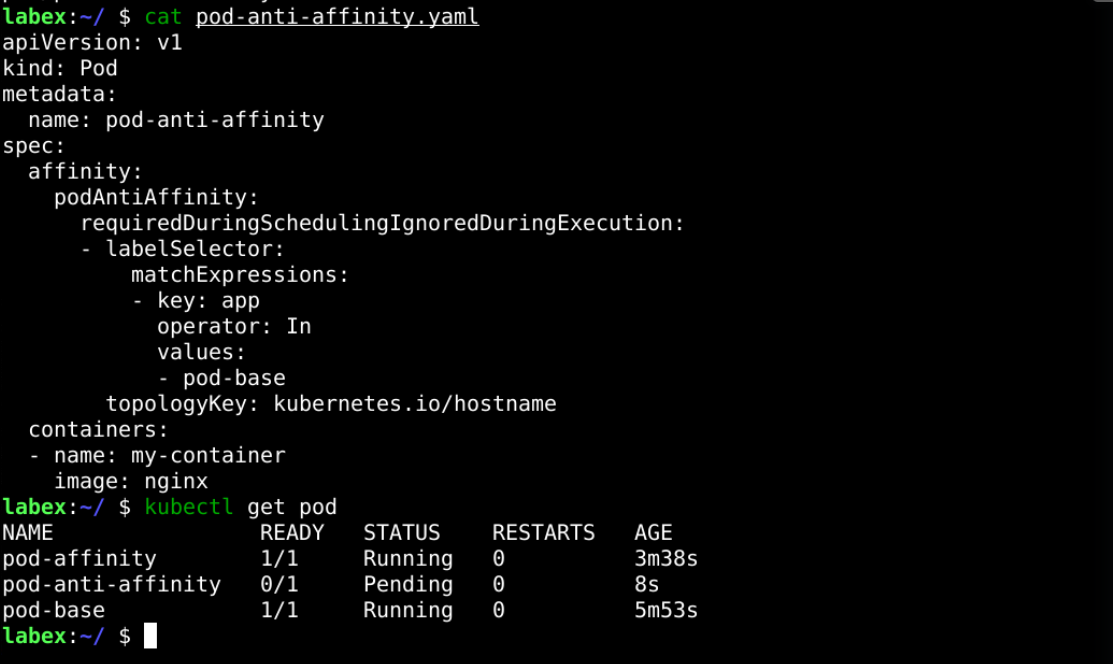 labex:~/ $ cat pod-anti-affinity.yaml
apiVersion: v1
kind: Pod
metadata:
  name: pod-anti-affinity
spec:
  affinity:
    podAntiAffinity:
      requiredDuringSchedulingIgnoredDuringExecution:
      - labelSelector:
          matchExpressions:
          - key: app
            operator: In
            values:
            - pod-base
        topologyKey: kubernetes.io/hostname
  containers:
  - name: my-container
    image: nginx
labex:~/ $ kubectl get pod
NAME                READY   STATUS    RESTARTS   AGE
pod-affinity        1/1     Running   0          3m38s
pod-anti-affinity   0/1     Pending   0          8s
pod-base            1/1     Running   0          5m53s
labex:~/ $